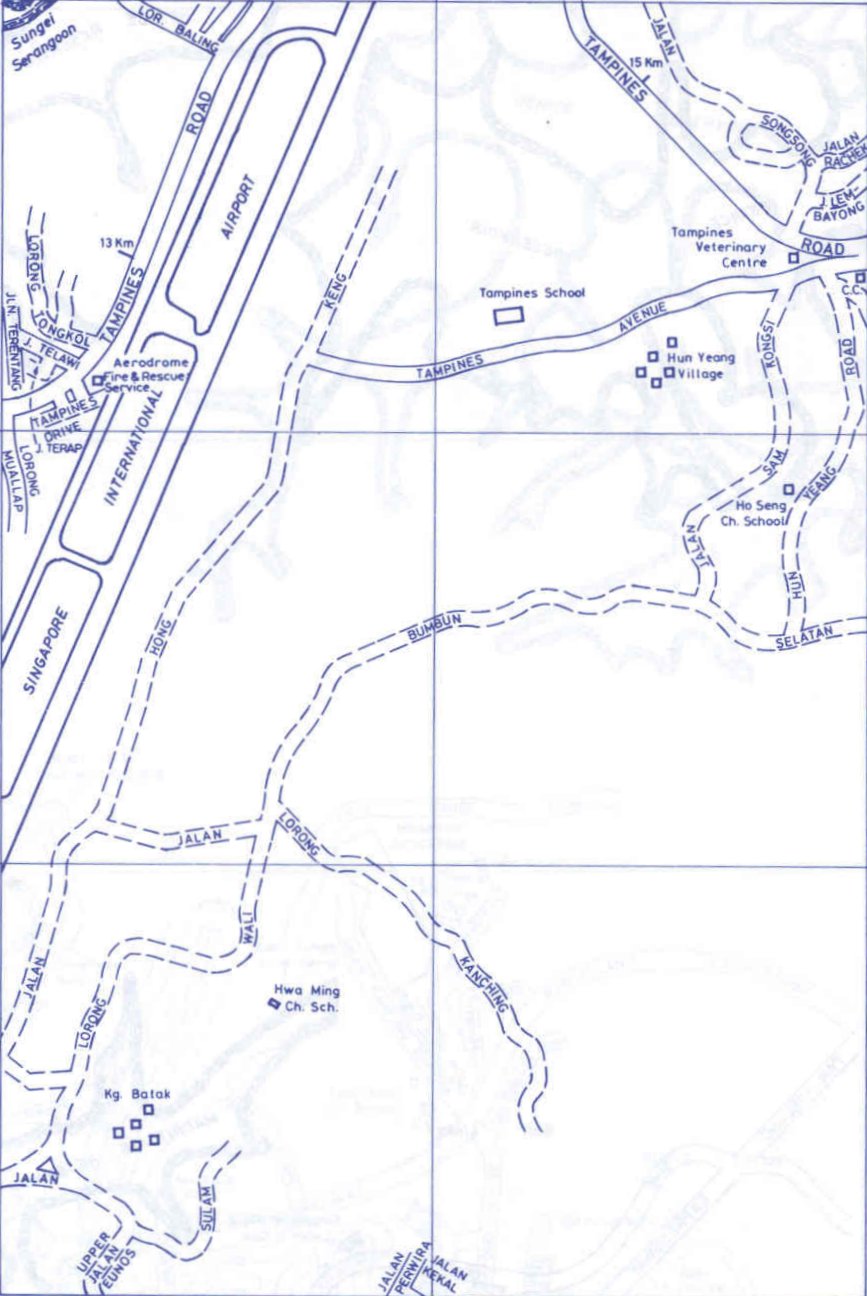 Sungei
Serangoon
LOR. BALING
ROAD
TAMPINES
13 Km
AIRPORT
INTERNATIONAL
SINGAPORE
LORONG
TONGKOL
J. TELAWI
JLN. TERENTANG
Aerodrome
Fire & Rescue
Service
TAMPINES
DRIVE
J. TERAP
LORONG
MUALLAP
KENG
HONG
JALAN
TAMPINES
15 Km
JALAN
SONGSONG
JALAN
RACHEK
J. LEM-
BAYONG
ROAD
Tampines
Veterinary
Centre
C.C
Tampines School
TAMPINES
AVENUE
Hun Yeang
Village
KONGSI
SAM
JALAN
ROAD
YEANG
HUN
Ho Seng
Ch. School
JALAN
BUMBUN
SELATAN
LORONG
KANCHING
WALI
LORONG
Hwa Ming
Ch. Sch.
Kg. Batak
JALAN
SULAM
UPPER
JALAN
EUNOS
JALAN
PERWIRA
JALAN
KEKAL